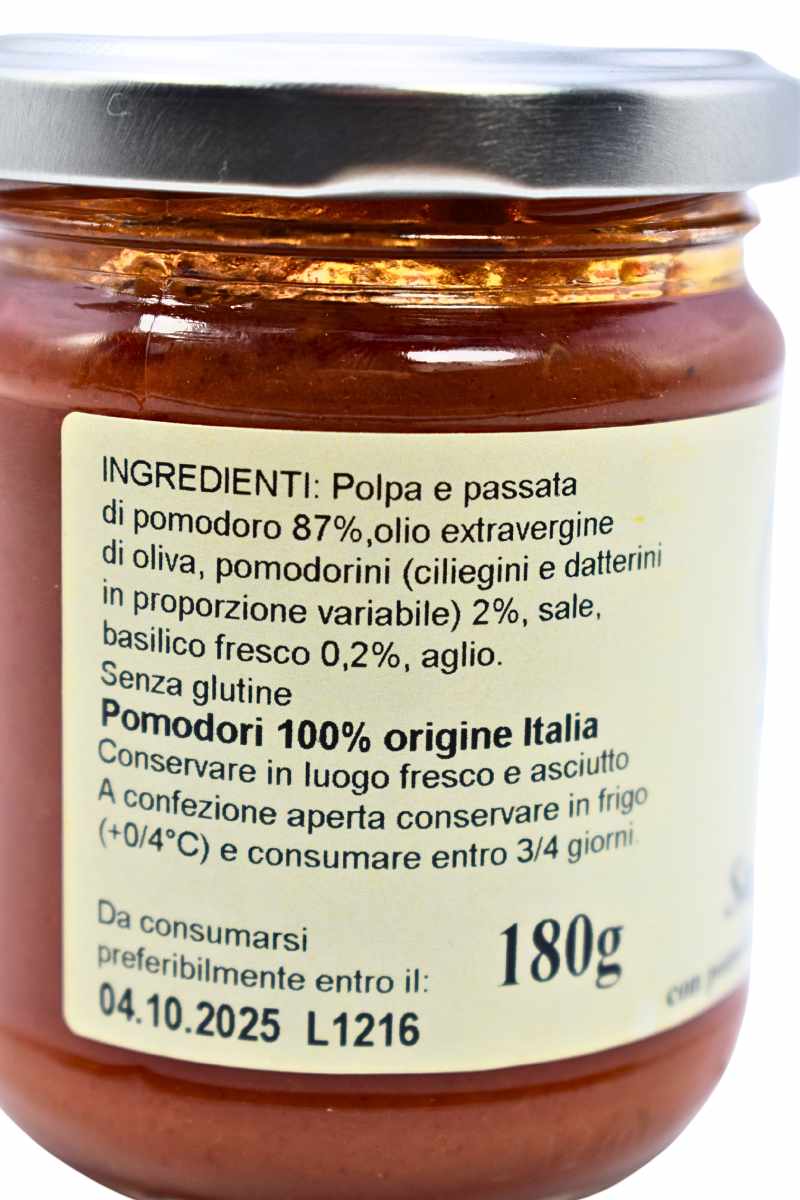 INGREDIENTI: Polpa e passata
di pomodoro 87%,olio extravergine
di oliva, pomodorini (ciliegini e datterini
in proporzione variabile) 2%, sale,
basilico fresco 0,2%, aglio.
Senza glutine
Pomodori 100% origine Italia
Conservare in luogo fresco e asciutto
A confezione aperta conservare in frigo
(+0/4°C) e consumare entro 3/4 giorni.
Da consumarsi
preferibilmente entro il:
04.10.2025 L1216
180g
con